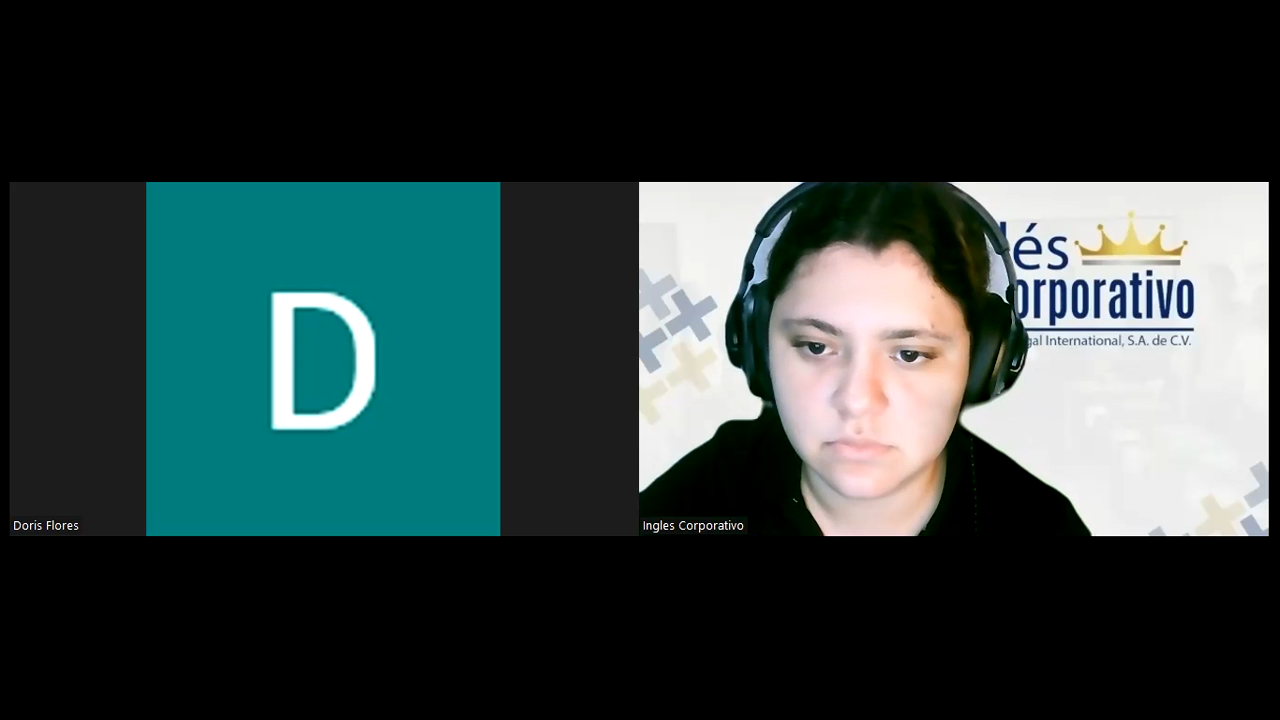 D
lés
orporativo
gal International, S.A. de C.V.
Doris Flores
Ingles Corporativo